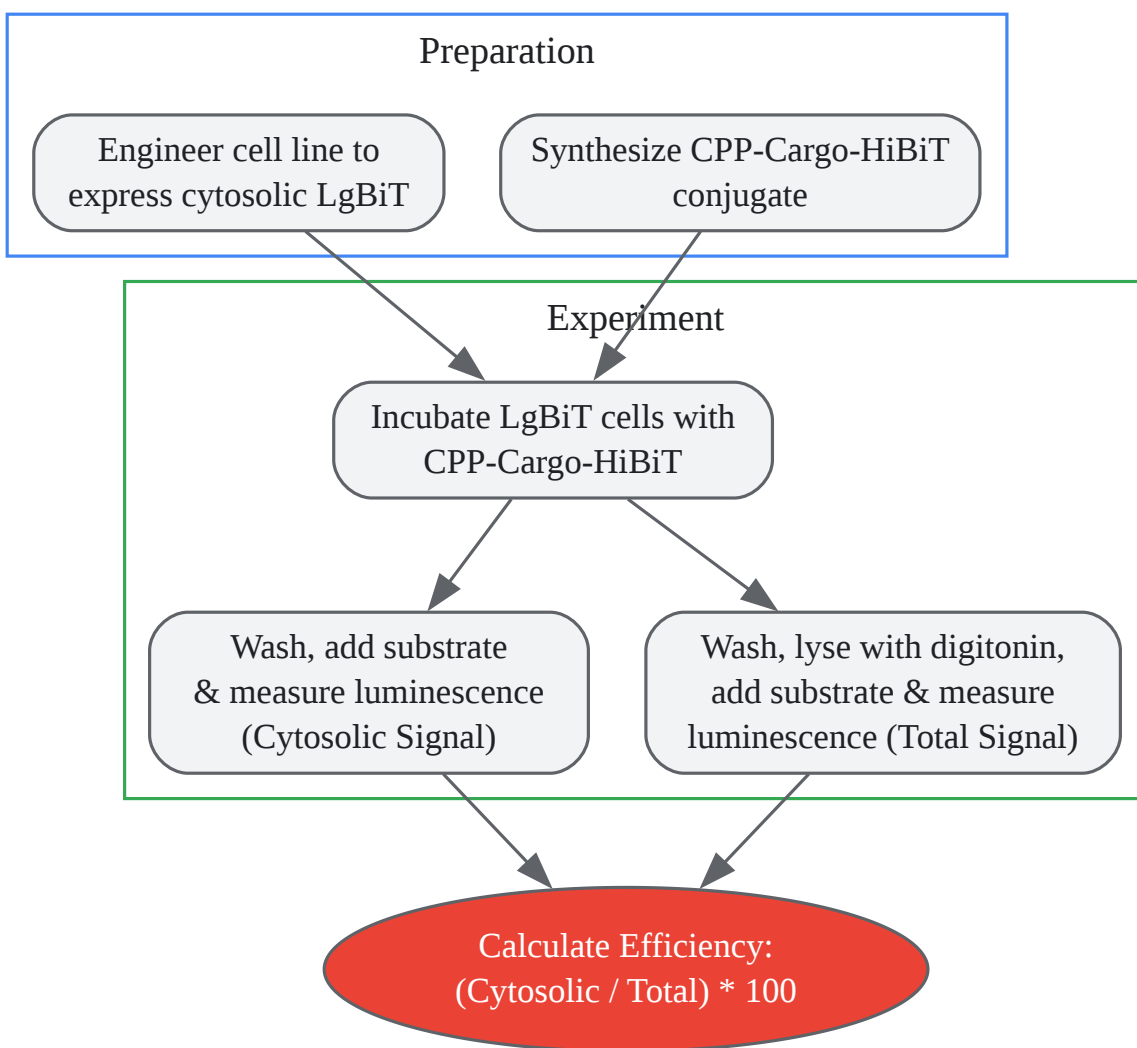 Preparation
Engineer cell line to
express cytosolic LgBiT
Synthesize CPP-Cargo-HiBiT
conjugate
Experiment
Incubate LgBiT cells with
CPP-Cargo-HiBiT
Wash, add substrate
& measure luminescence
(Cytosolic Signal)
Wash, lyse with digitonin,
add substrate & measure
luminescence (Total Signal)
Calculate Efficiency:
(Cytosolic / Total) * 100